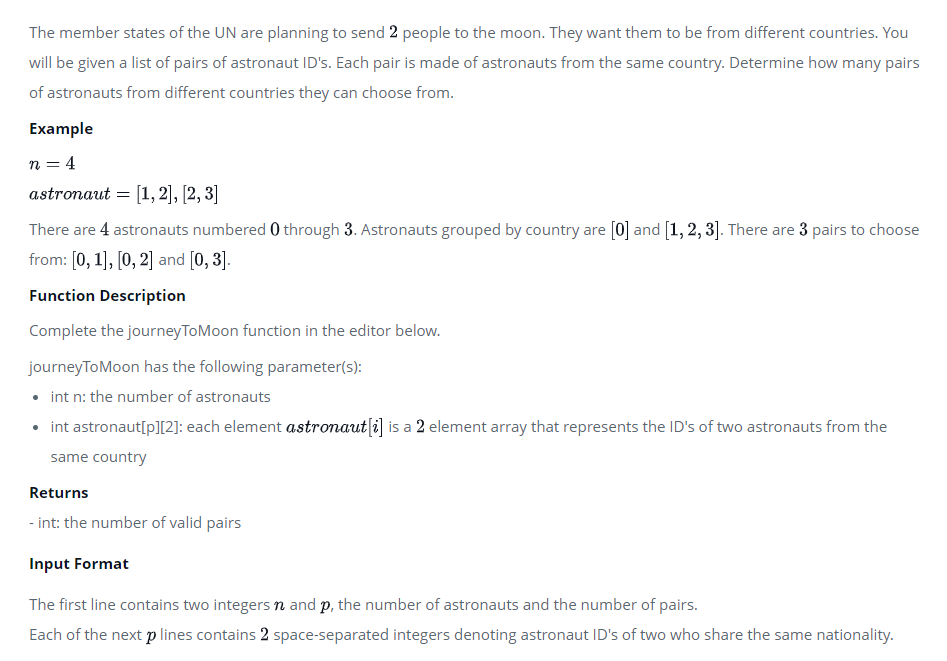 The member states of the UN are planning to send 2 people to the moon. They want them to be from different countries. You
will be given a list of pairs of astronaut ID's. Each pair is made of astronauts from the same country. Determine how many pairs
of astronauts from different countries they can choose from.
Example
n = 4
astronaut = [1, 2], [2, 3]
There are 4 astronauts numbered 0 through 3. Astronauts grouped by country are [0] and [1, 2, 3]. There are 3 pairs to choose
from: [0, 1], [0, 2] and [0, 3].
Function Description
Complete the journeyToMoon function in the editor below.
journeyToMoon has the following parameter(s):
• int n: the number of astronauts
• int astronaut[p][2]: each element astronaut[i] is a 2 element array that represents the ID's of two astronauts from the
same country
Returns
- int: the number of valid pairs
Input Format
The first line contains two integers n and p, the number of astronauts and the number of pairs.
Each of the next p lines contains 2 space-separated integers denoting astronaut ID's of two who share the same nationality.